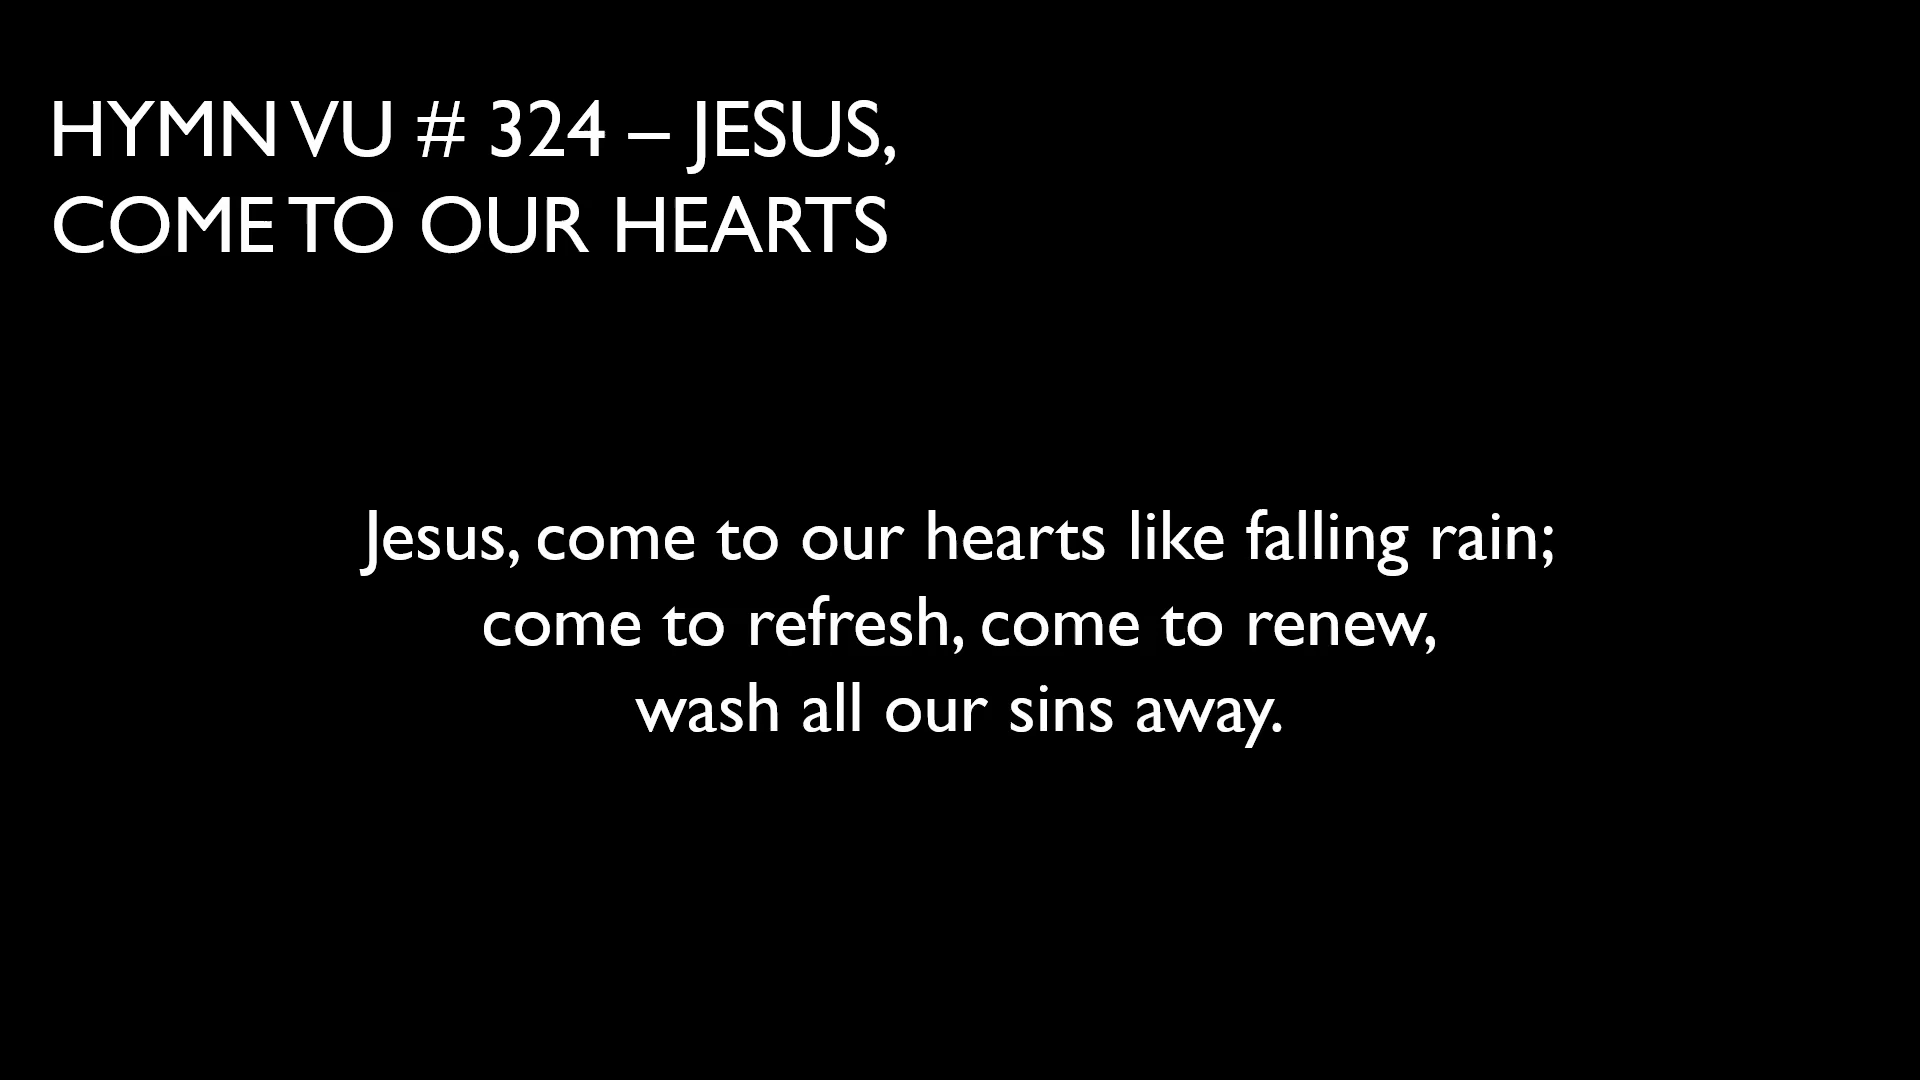 HYMN VU # 324 – JESUS,
COME TO OUR HEARTS
Jesus, come to our hearts like falling rain;
come to refresh, come to renew,
wash all our sins away.